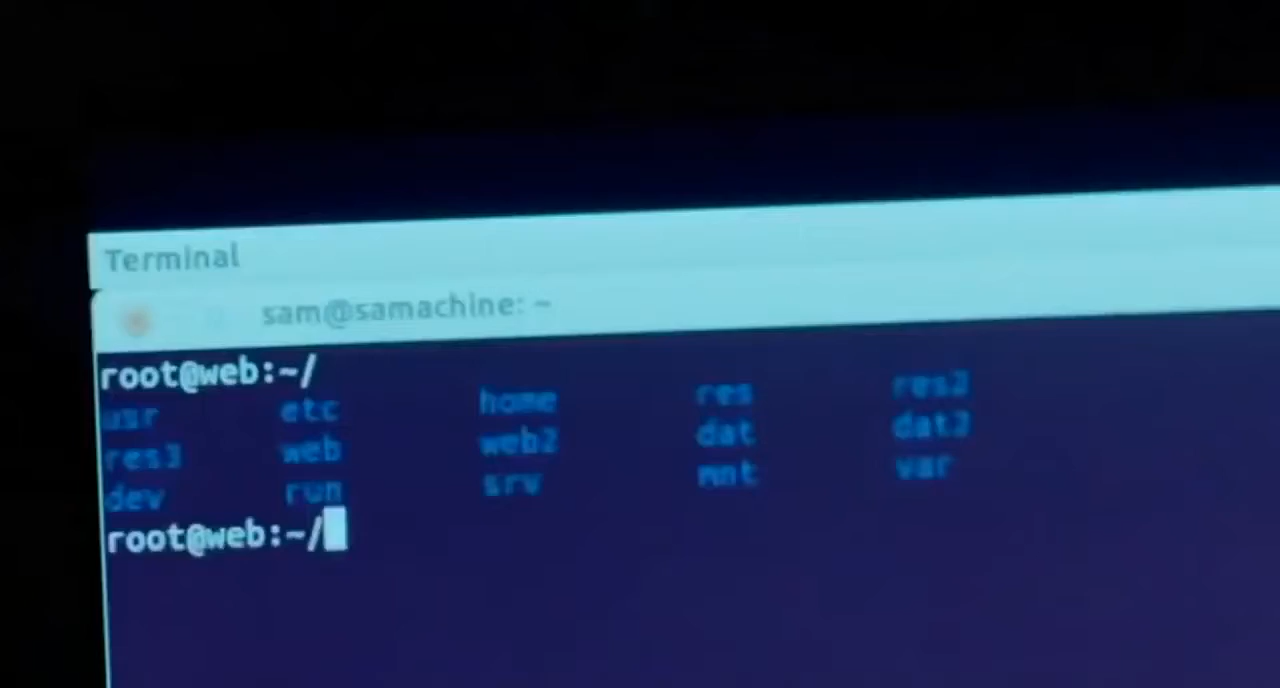 Terminal
sam@samachine: ~
root@web:~/
usr etc home res res2
res3 web web2 dat dat2
dev run srv mnt var
root@web:~/